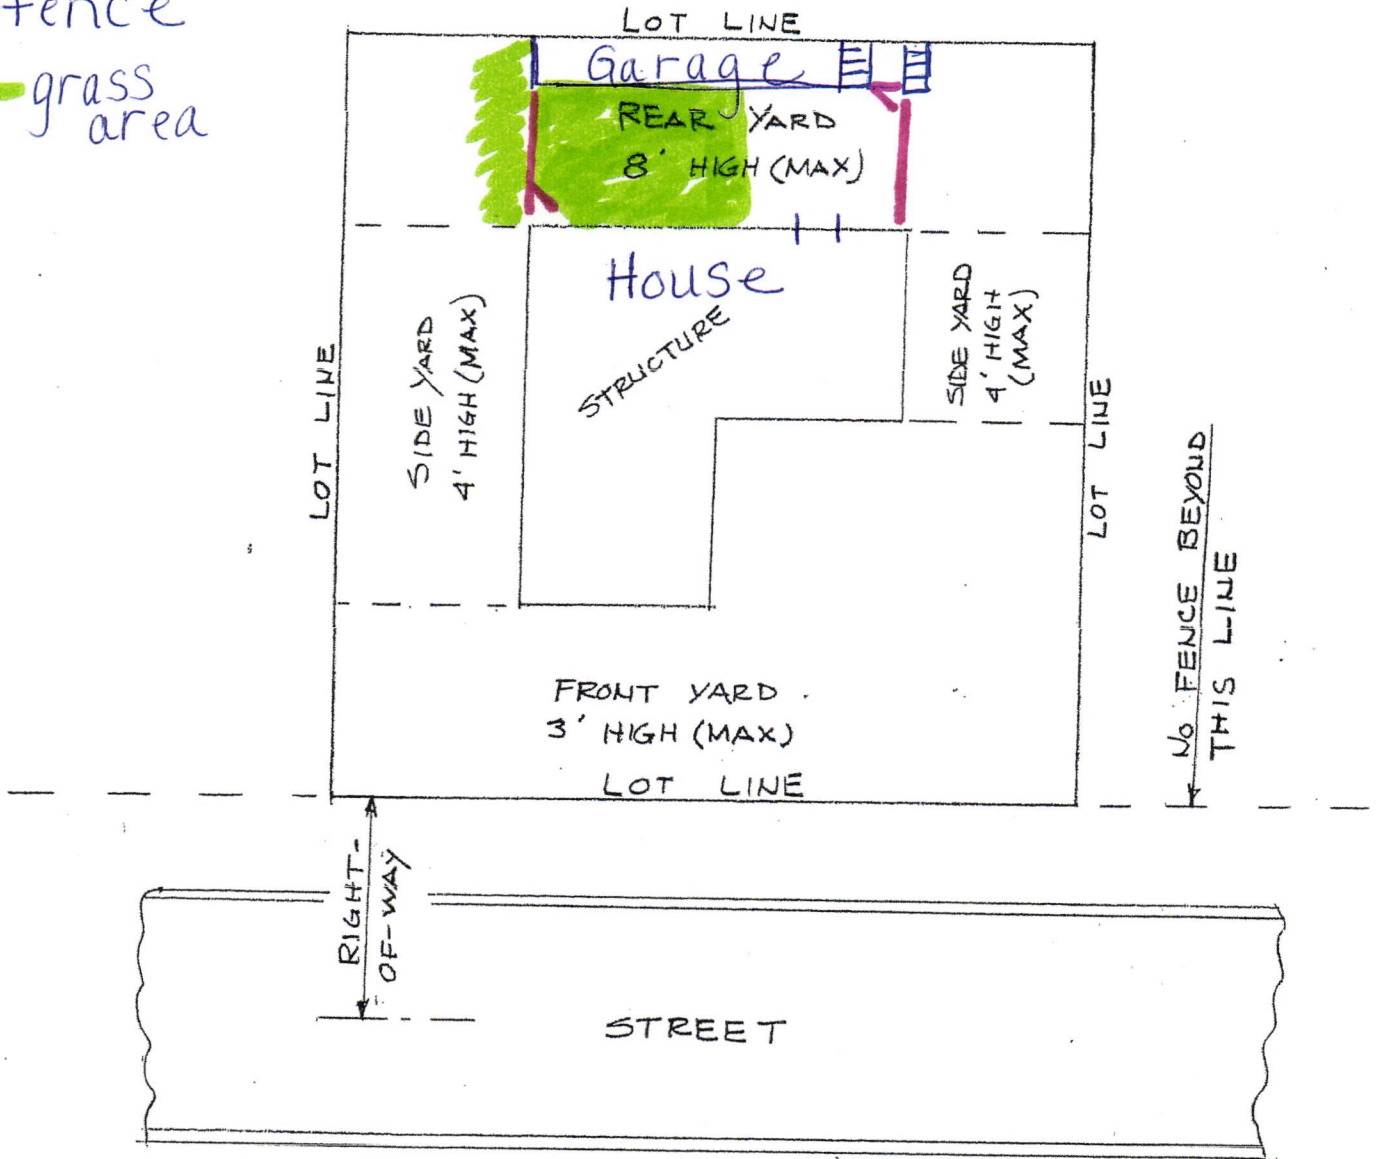 fence
grass
area
LOT LINE
Garage
REAR YARD
8' HIGH (MAX)
House
STRUCTURE
SIDE YARD
4' HIGH (MAX)
SIDE YARD
4' HIGH
(MAX)
LOT LINE
LOT LINE
NO FENCE BEYOND
THIS LINE
FRONT YARD
3' HIGH (MAX)
LOT LINE
RIGHT-
OF-WAY
STREET